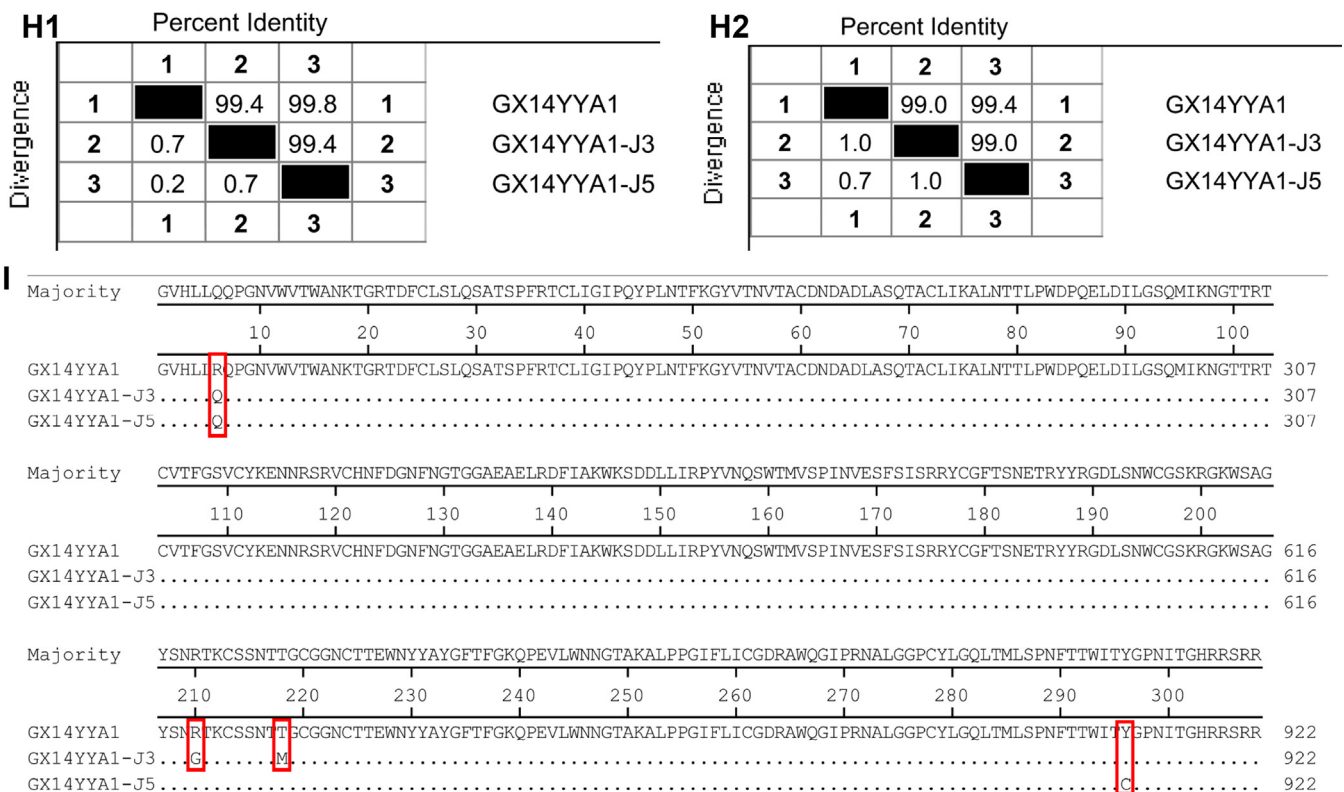 H1 Percent Identity
1 2 3
1 99.4 99.8 1 GX14YYA1
2 0.7 99.4 2 GX14YYA1-J3
3 0.2 0.7 3 GX14YYA1-J5
1 2 3
Divergence
H2 Percent Identity
1 2 3
1 99.0 99.4 1 GX14YYA1
2 1.0 99.0 2 GX14YYA1-J3
3 0.7 1.0 3 GX14YYA1-J5
1 2 3
Divergence
I
Majority GVHLLQQPGNVWVTWANKTGRTDFCLSLQSATSPFRTCLIGIPQYPLNTFKGYVTNVTACDNDADLASQTACLIKALNTTLPWDPQELDILGSQMIKNGTTRT
10 20 30 40 50 60 70 80 90 100
GX14YYA1 GVHLLRQPGNVWVTWANKTGRTDFCLSLQSATSPFRTCLIGIPQYPLNTFKGYVTNVTACDNDADLASQTACLIKALNTTLPWDPQELDILGSQMIKNGTTRT 307
GX14YYA1-J3.....Q................................................................................................. 307
GX14YYA1-J5.....Q................................................................................................. 307
Majority CVTFGSVCYKENNRSRVCHNFDGNFNGTGGAEAELRDFIAKWKSDDLLIRPYVNQSWTMVSPINVESFSISRRYCGFTSNETRYYRGDLSNWCGSKRGKWSAG
110 120 130 140 150 160 170 180 190 200
GX14YYA1 CVTFGSVCYKENNRSRVCHNFDGNFNGTGGAEAELRDFIAKWKSDDLLIRPYVNQSWTMVSPINVESFSISRRYCGFTSNETRYYRGDLSNWCGSKRGKWSAG 616
GX14YYA1-J3....................................................................................................... 616
GX14YYA1-J5....................................................................................................... 616
Majority YSNRTKCSSNTTGCGGNCTTEWNYYAYGFTFGKQPEVLWNNGTAKALPPGIFLICGDRAWQGIPRNALGGPCYLGQLTMLSPNFTTWITYGPNITGHRRSRR
210 220 230 240 250 260 270 280 290 300
GX14YYA1 YSNRTKCSSNTTGCGGNCTTEWNYYAYGFTFGKQPEVLWNNGTAKALPPGIFLICGDRAWQGIPRNALGGPCYLGQLTMLSPNFTTWITYGPNITGHRRSRR 922
GX14YYA1-J3...G.......M.......................................................................................... 922
GX14YYA1-J5.........................................................................................C............ 922